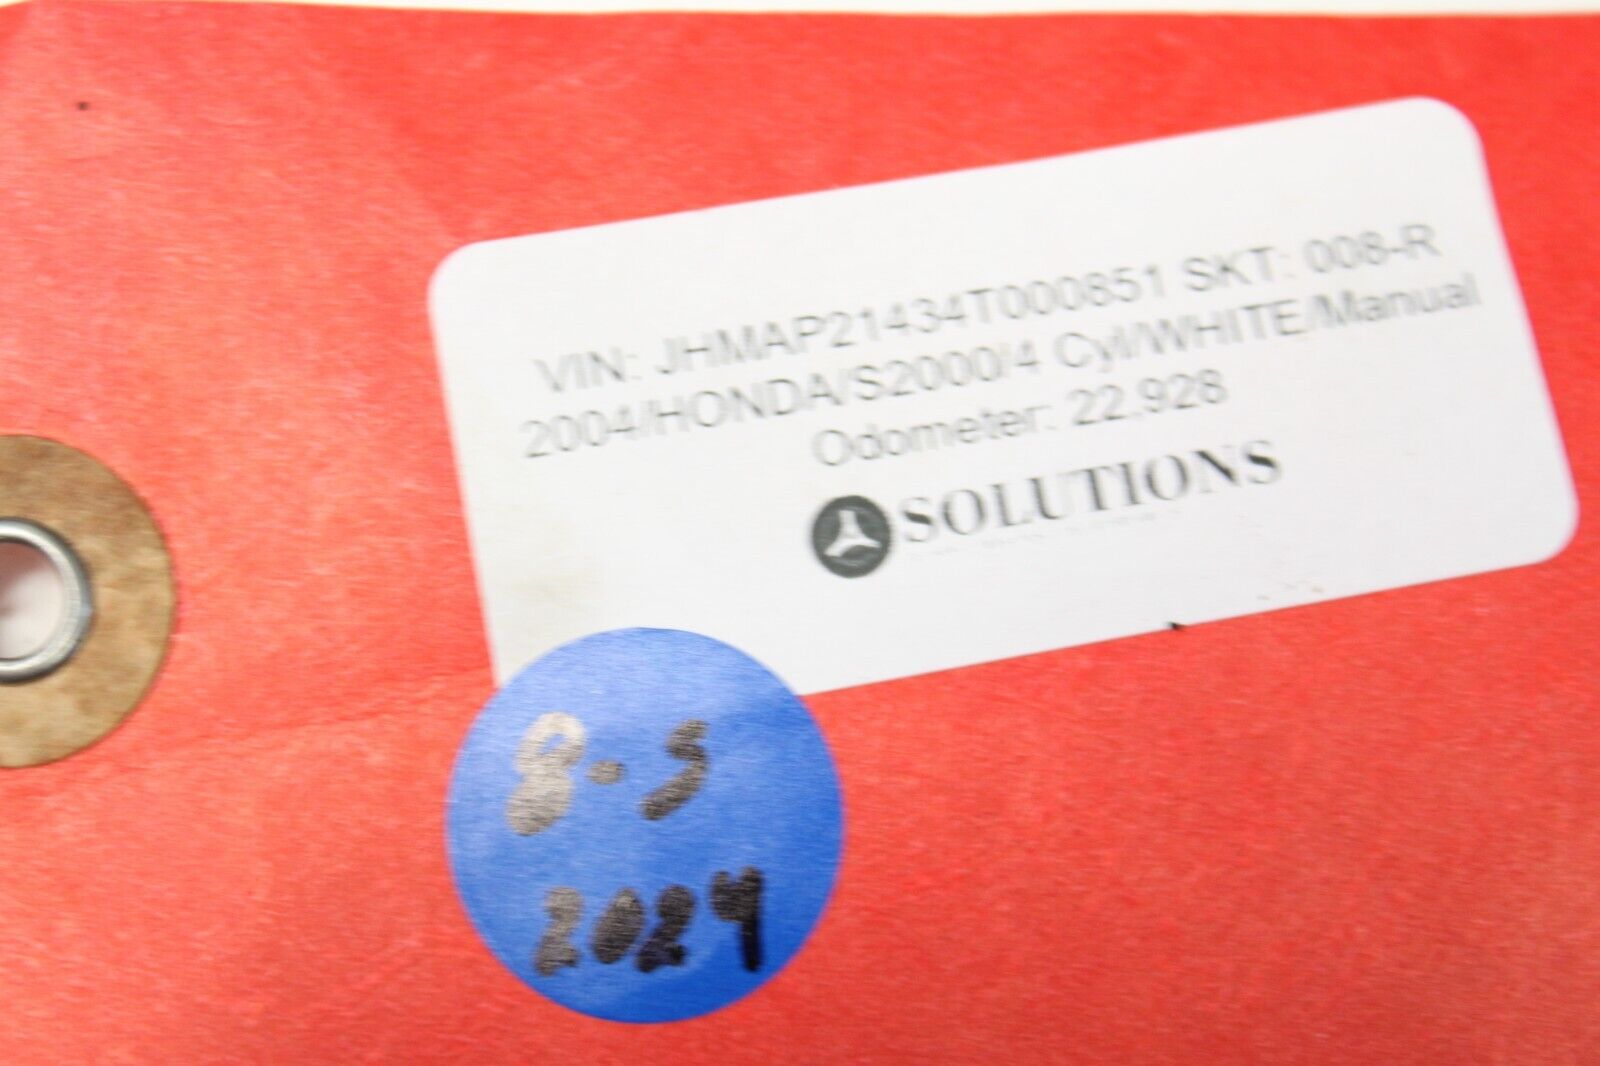 VIN: JHMAP21434T000851 SKT: 008-R
2004/HONDA/S2000/4 Cyl/WHITE/Manual
Odometer: 22,928
SOLUTIONS
8-5
2024